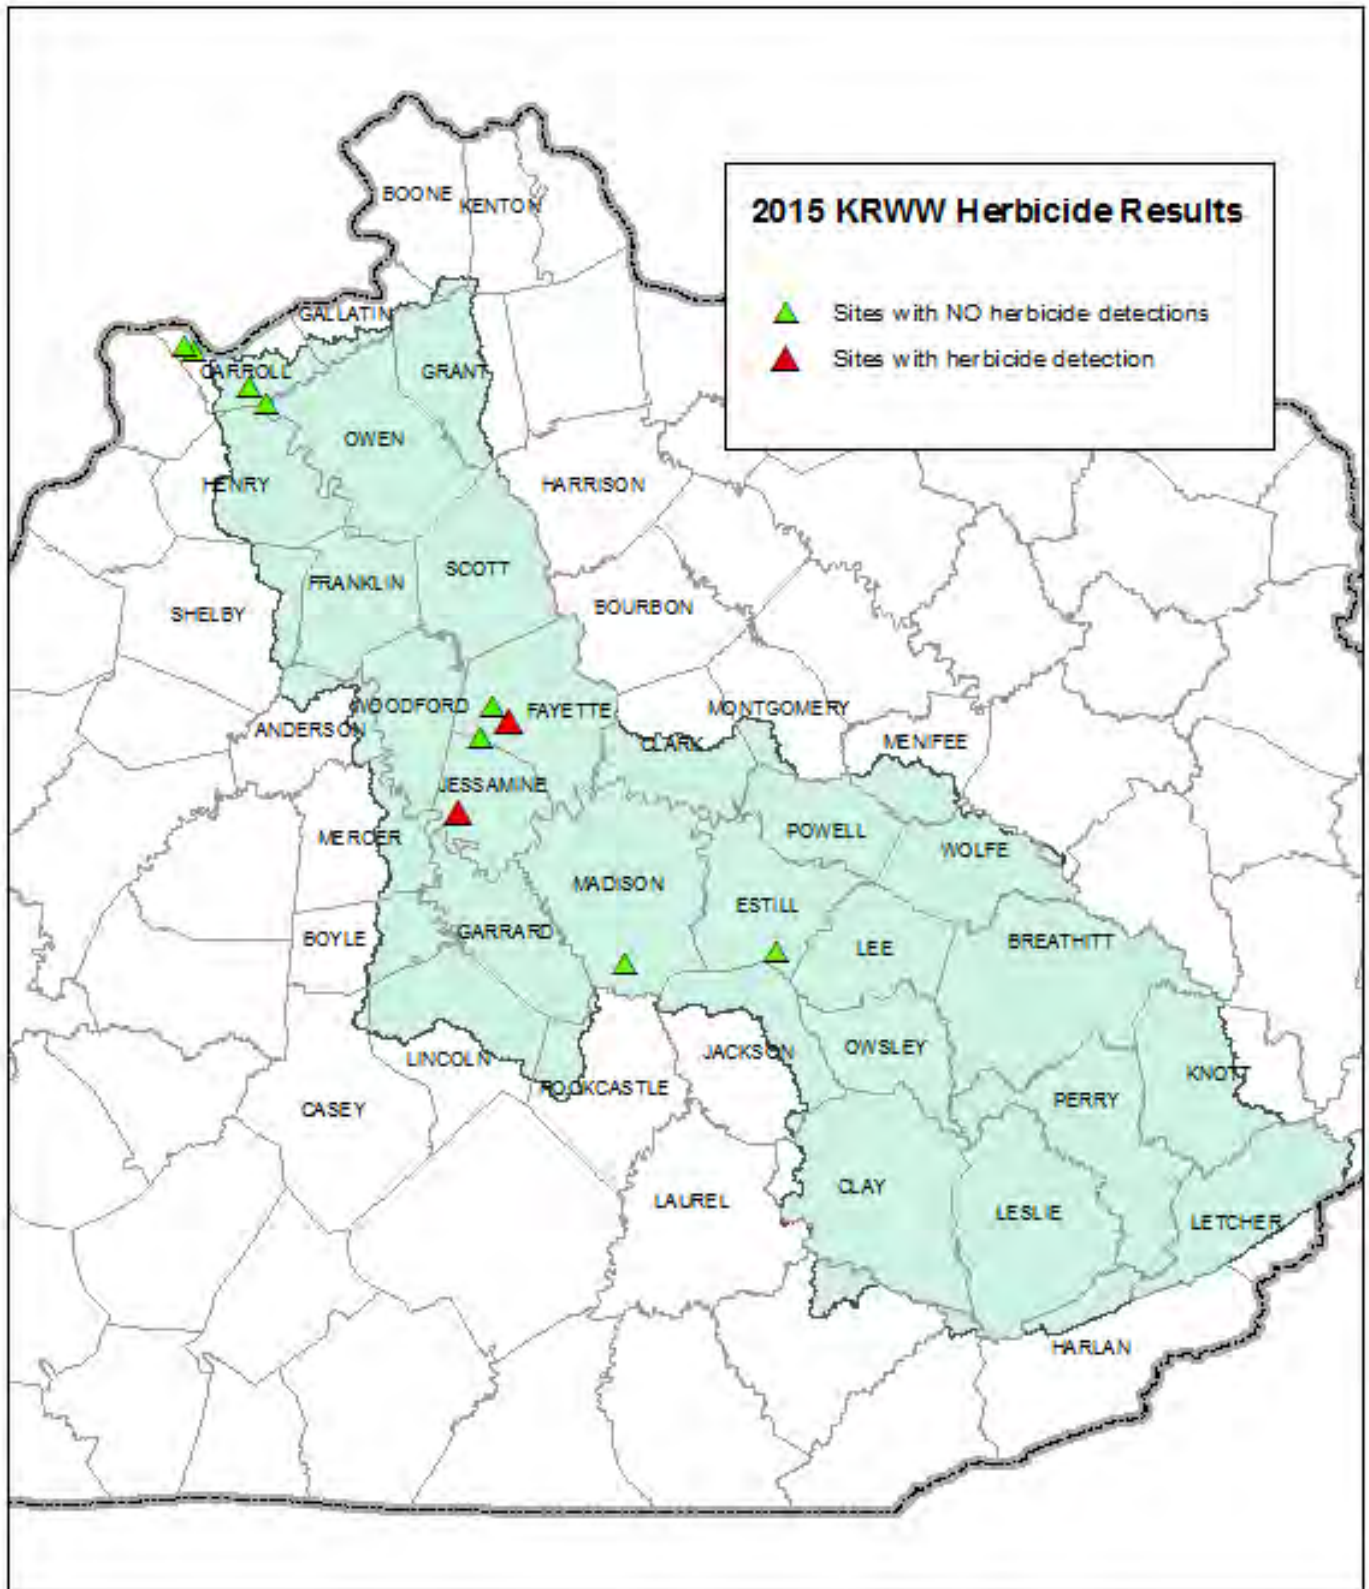 BOONE
KENTON
2015 KRWW Herbicide Results
Sites with NO herbicide detections
Sites with herbicide detection
GALLATIN
CARROLL
GRANT
OWEN
HENRY
HARRISON
SCOTT
FRANKLIN
BOURBON
SHELBY
WOODFORD
FAYETTE
MONTGOMERY
ANDERSON
CLARK
MENIFEE
JESSAMINE
MERCER
POWELL
WOLFE
MADISON
ESTILL
GARRARD
BOYLE
LEE
BREATHITT
LINCOLN
JACKSON
OWSLEY
ROOKCASTLE
KNOTT
CASEY
PERRY
LAUREL
CLAY
LESLIE
LETCHER
HARLAN